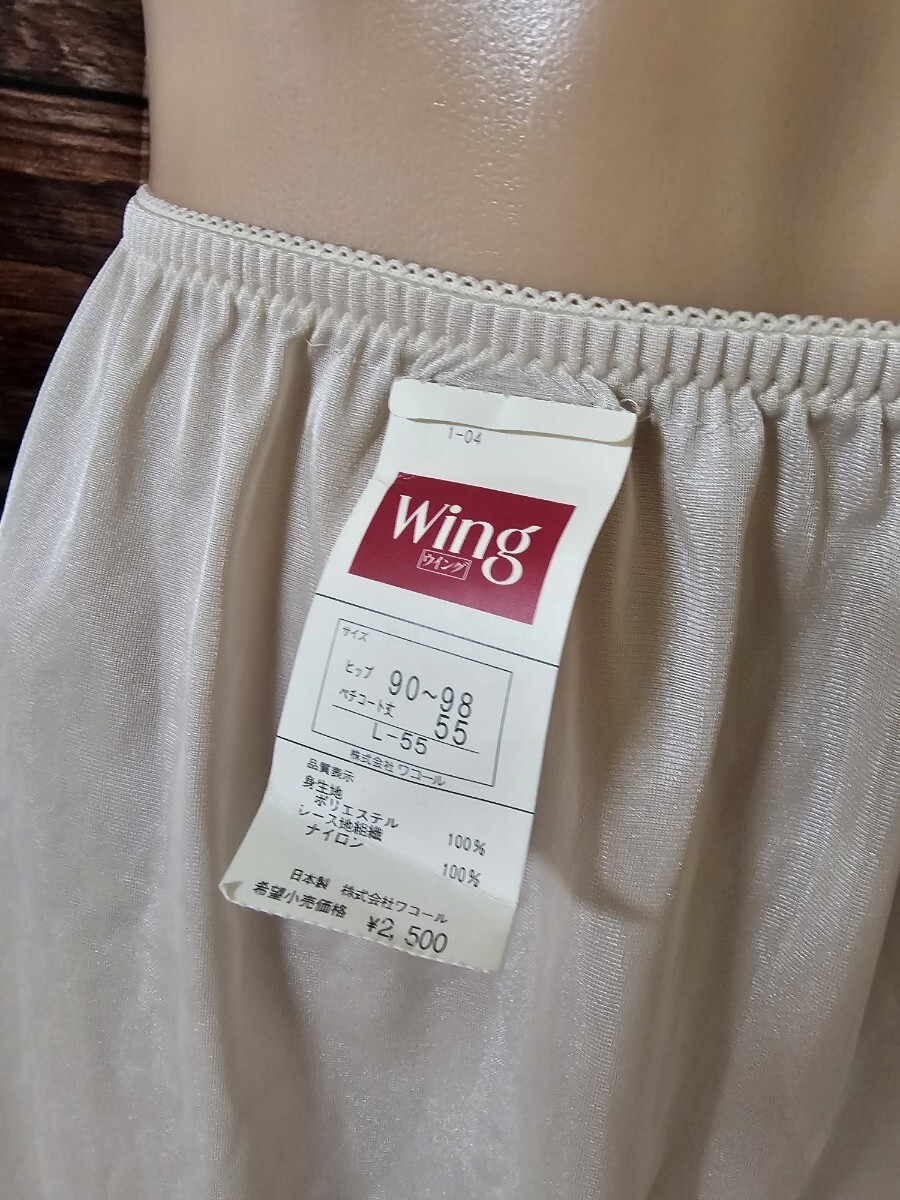 1-04
Wing
ウイング
サイズ
ヒップ 90~98
ペチコート丈 55
L-55
株式会社ワコール
品質表示
身生地
ポリエステル 100%
レース地組織
ナイロン 100%
日本製 株式会社ワコール
希望小売価格 ¥2,500